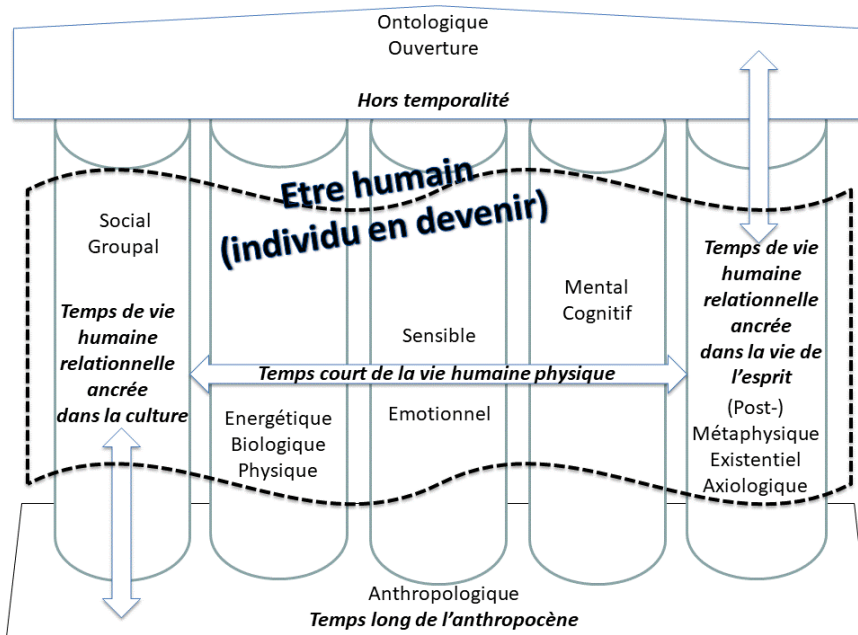 Ontologique
Ouverture
Hors temporalité
Etre humain
(individu en devenir)
Social
Groupal
Temps de vie
humaine
relationnelle
ancrée
dans la culture
Energétique
Biologique
Physique
Sensible
Temps court de la vie humaine physique
Emotionnel
Mental
Cognitif
Temps de vie
humaine
relationnelle
ancrée
dans la vie de
l’esprit
(Post-)
Métaphysique
Existentiel
Axiologique
Anthropologique
Temps long de l’anthropocène